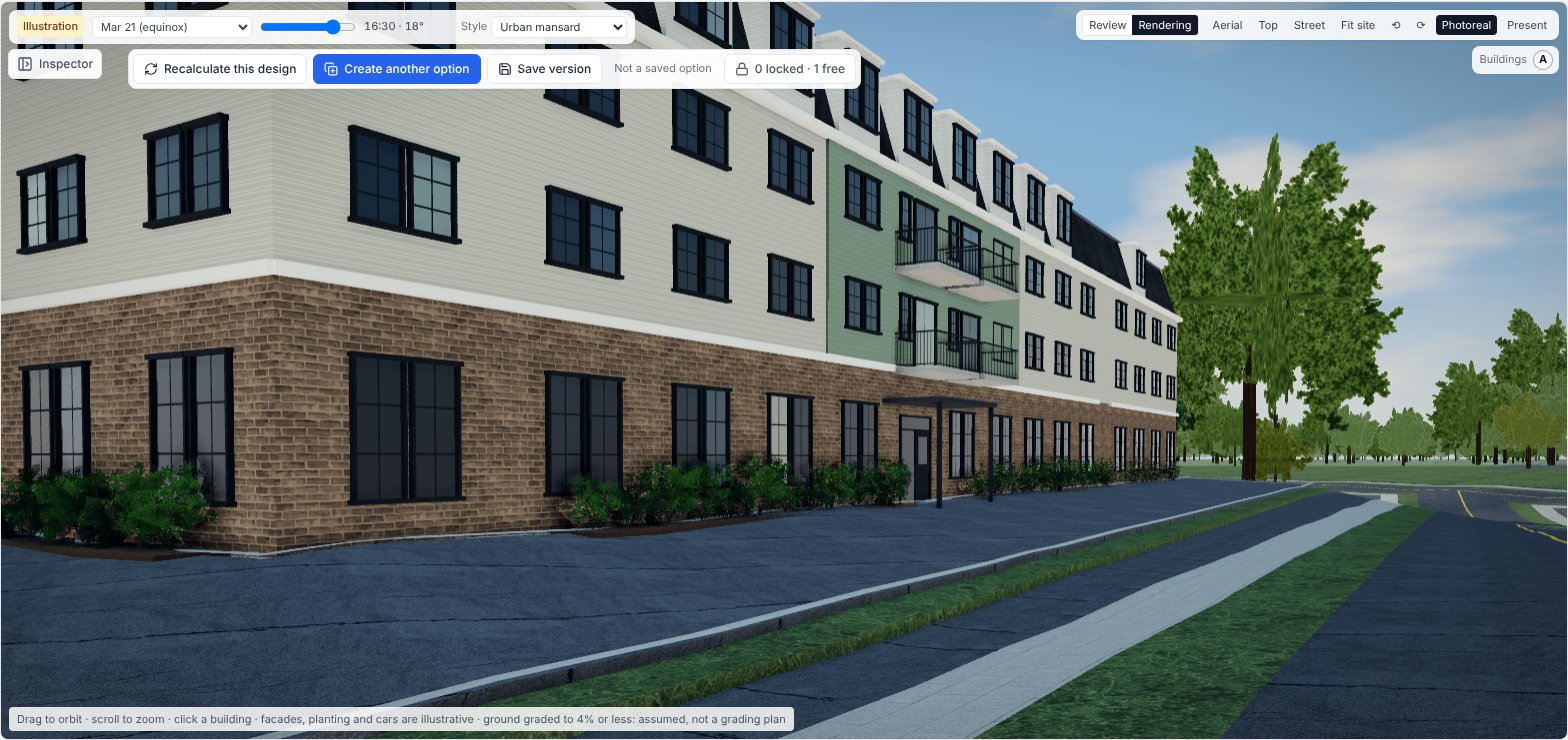 Illustration Mar 21 (equinox) 16:30 · 18° Style Urban mansard Review Rendering Aerial Top Street Fit site Photoreal Present
Inspector Recalculate this design Create another option Save version Not a saved option 0 locked · 1 free Buildings A
Drag to orbit · scroll to zoom · click a building · facades, planting and cars are illustrative · ground graded to 4% or less: assumed, not a grading plan